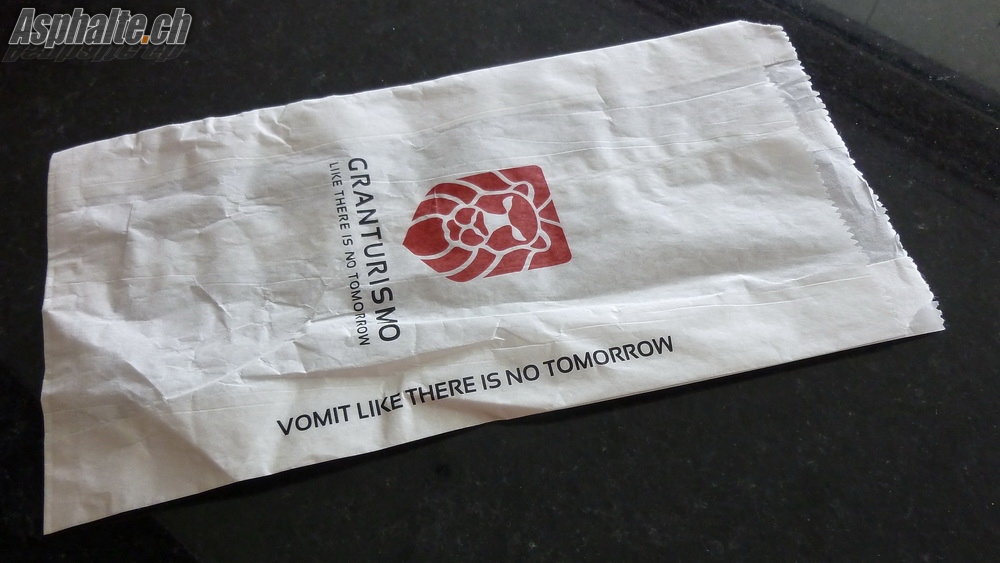 Asphalte.ch
GRANTURISMO
LIKE THERE IS NO TOMORROW
VOMIT LIKE THERE IS NO TOMORROW